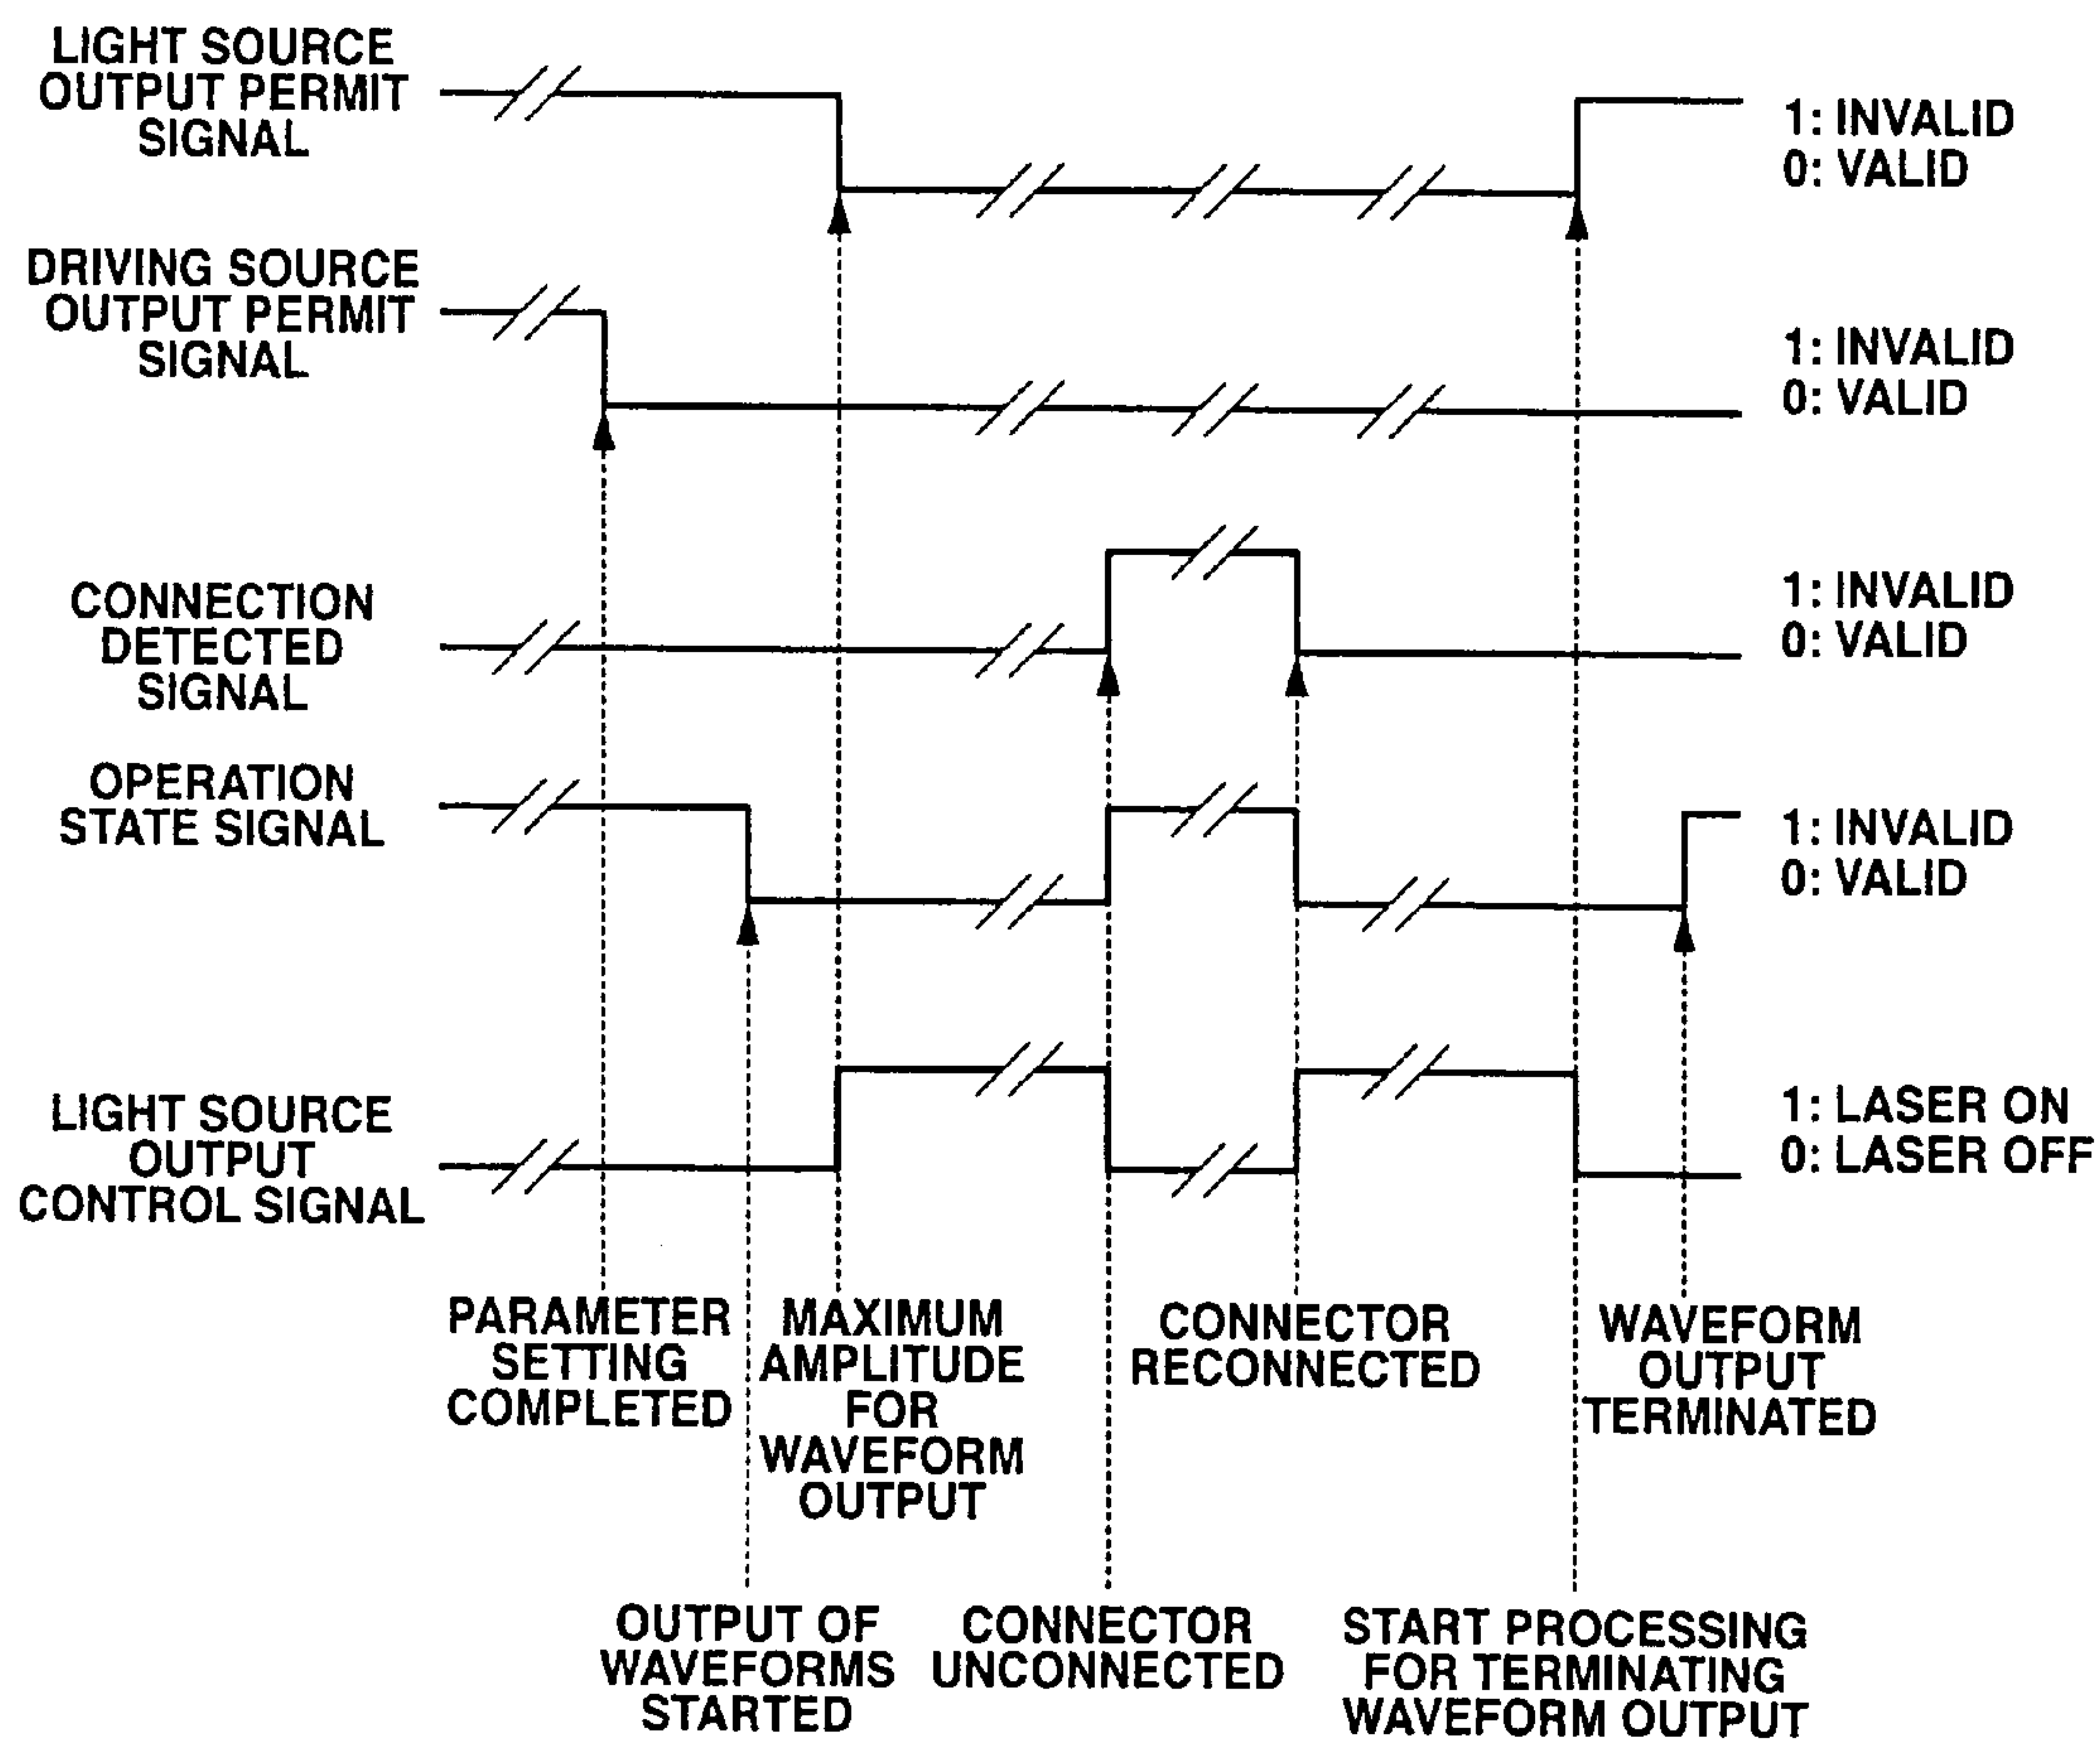 LIGHT SOURCE
OUTPUT PERMIT
SIGNAL
1: INVALID
0: VALID
DRIVING SOURCE
OUTPUT PERMIT
SIGNAL
1: INVALID
0: VALID
CONNECTION
DETECTED
SIGNAL
1: INVALID
0: VALID
OPERATION
STATE SIGNAL
1: INVALID
0: VALID
LIGHT SOURCE
OUTPUT
CONTROL SIGNAL
1: LASER ON
0: LASER OFF
PARAMETER
SETTING
COMPLETED
MAXIMUM
AMPLITUDE
FOR
WAVEFORM
OUTPUT
CONNECTOR
RECONNECTED
WAVEFORM
OUTPUT
TERMINATED
OUTPUT OF
WAVEFORMS
STARTED
CONNECTOR
UNCONNECTED
START PROCESSING
FOR TERMINATING
WAVEFORM OUTPUT